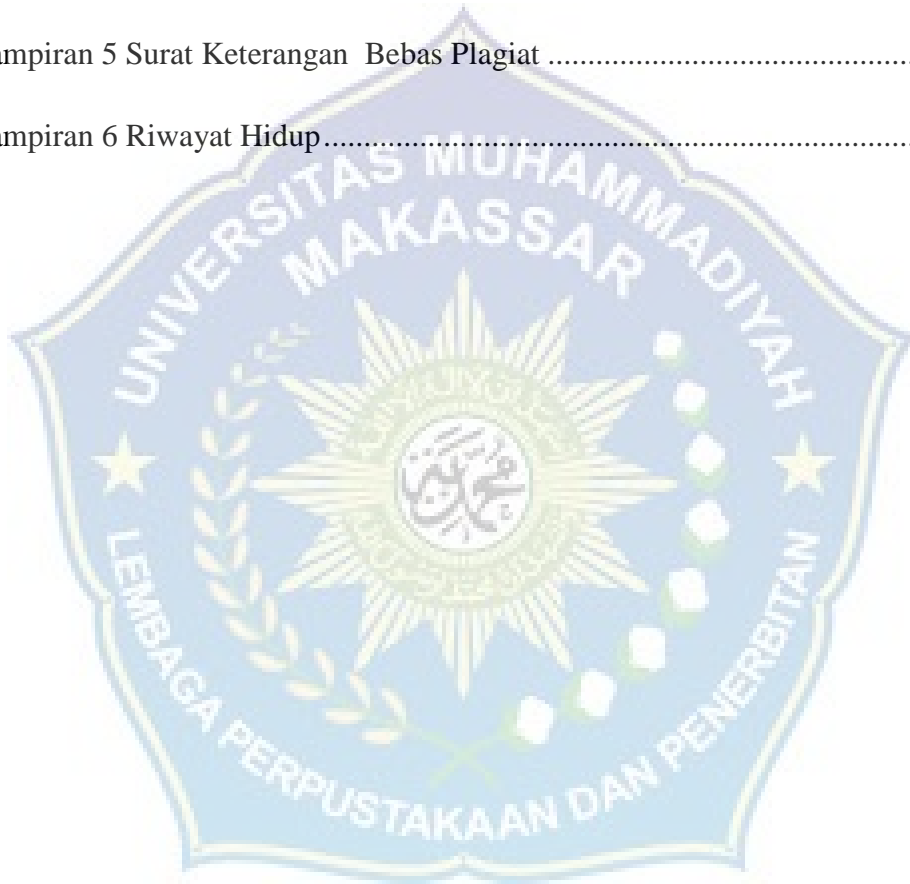 ampiran 5 Surat Keterangan  Bebas Plagiat ..........................................
ampiran 6 Riwayat Hidup.....................................................................
UNIVERSITAS MUHAMMADIYAH
MAKASSAR
LEMBAGA PERPUSTAKAAN DAN PENERBITAN